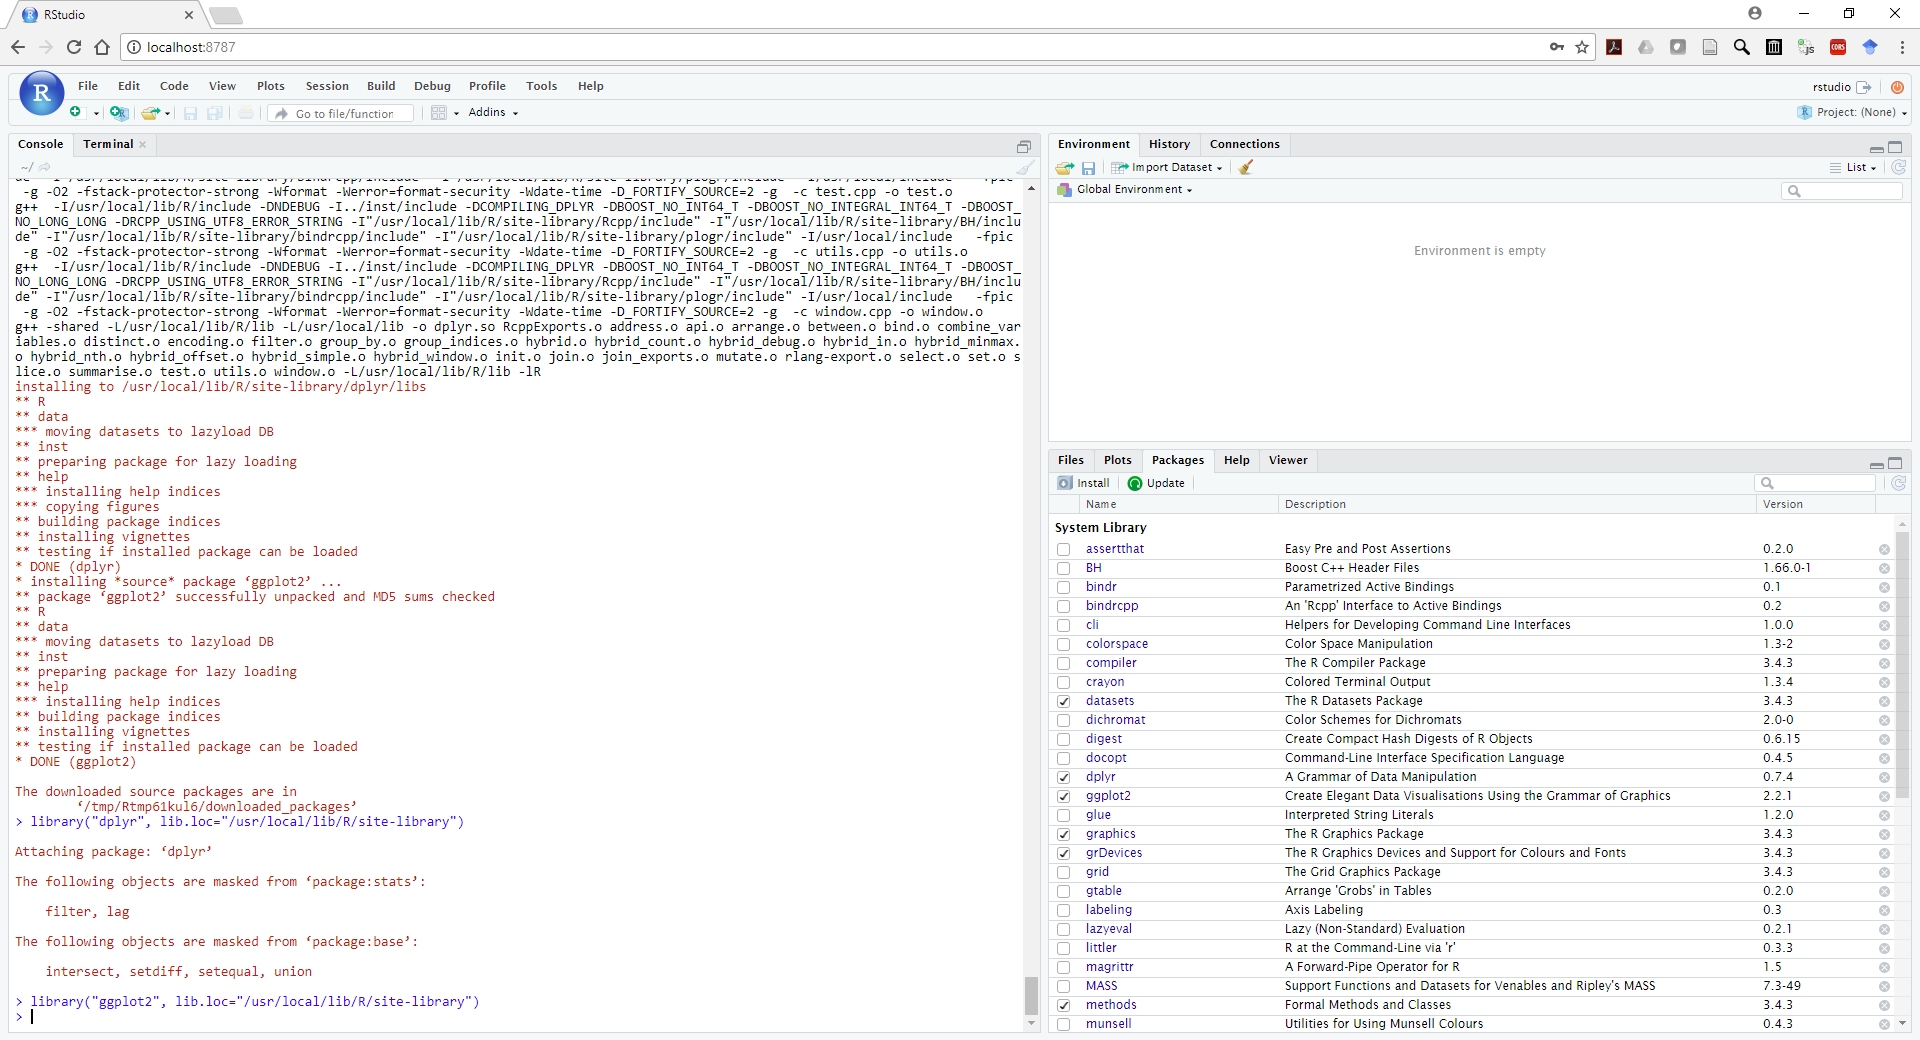 RStudio
localhost:8787
File Edit Code View Plots Session Build Debug Profile Tools Help
rstudio
Go to file/function
Addins
Project: (None)
Console Terminal
~/
de" -I"/usr/local/lib/R/site-library/bindrcpp/include" -I"/usr/local/lib/R/site-library/plogr/include" -I/usr/local/include   -fpic
 -g -O2 -fstack-protector-strong -Wformat -Werror=format-security -Wdate-time -D_FORTIFY_SOURCE=2 -g  -c test.cpp -o test.o
g++  -I/usr/local/lib/R/include -DNDEBUG -I../inst/include -DCOMPILING_DPLYR -DBOOST_NO_INT64_T -DBOOST_NO_INTEGRAL_INT64_T -DBOOST_
NO_LONG_LONG -DRCPP_USING_UTF8_ERROR_STRING -I"/usr/local/lib/R/site-library/Rcpp/include" -I"/usr/local/lib/R/site-library/BH/inclu
de" -I"/usr/local/lib/R/site-library/bindrcpp/include" -I"/usr/local/lib/R/site-library/plogr/include" -I/usr/local/include   -fpic
 -g -O2 -fstack-protector-strong -Wformat -Werror=format-security -Wdate-time -D_FORTIFY_SOURCE=2 -g  -c utils.cpp -o utils.o
g++  -I/usr/local/lib/R/include -DNDEBUG -I../inst/include -DCOMPILING_DPLYR -DBOOST_NO_INT64_T -DBOOST_NO_INTEGRAL_INT64_T -DBOOST_
NO_LONG_LONG -DRCPP_USING_UTF8_ERROR_STRING -I"/usr/local/lib/R/site-library/Rcpp/include" -I"/usr/local/lib/R/site-library/BH/inclu
de" -I"/usr/local/lib/R/site-library/bindrcpp/include" -I"/usr/local/lib/R/site-library/plogr/include" -I/usr/local/include   -fpic
 -g -O2 -fstack-protector-strong -Wformat -Werror=format-security -Wdate-time -D_FORTIFY_SOURCE=2 -g  -c window.cpp -o window.o
g++ -shared -L/usr/local/lib/R/lib -L/usr/local/lib -o dplyr.so RcppExports.o address.o api.o arrange.o between.o bind.o combine_var
iables.o distinct.o encoding.o filter.o group_by.o group_indices.o hybrid.o hybrid_count.o hybrid_debug.o hybrid_in.o hybrid_minmax.
o hybrid_nth.o hybrid_offset.o hybrid_simple.o hybrid_window.o init.o join.o join_exports.o mutate.o rlang-export.o select.o set.o s
lice.o summarise.o test.o utils.o window.o -L/usr/local/lib/R/lib -lR
installing to /usr/local/lib/R/site-library/dplyr/libs
** R
** data
*** moving datasets to lazyload DB
** inst
** preparing package for lazy loading
** help
*** installing help indices
*** copying figures
** building package indices
** installing vignettes
** testing if installed package can be loaded
* DONE (dplyr)
* installing *source* package ‘ggplot2’ ...
** package ‘ggplot2’ successfully unpacked and MD5 sums checked
** R
** data
*** moving datasets to lazyload DB
** inst
** preparing package for lazy loading
** help
*** installing help indices
** building package indices
** installing vignettes
** testing if installed package can be loaded
* DONE (ggplot2)
The downloaded source packages are in
‘/tmp/Rtmp61kul6/downloaded_packages’
> library("dplyr", lib.loc="/usr/local/lib/R/site-library")
Attaching package: ‘dplyr’
The following objects are masked from ‘package:stats’:
filter, lag
The following objects are masked from ‘package:base’:
intersect, setdiff, setequal, union
> library("ggplot2", lib.loc="/usr/local/lib/R/site-library")
>
Environment History Connections
Import Dataset
List
Global Environment
Environment is empty
Files Plots Packages Help Viewer
Install Update
Name Description Version
System Library
assertthat Easy Pre and Post Assertions 0.2.0
BH Boost C++ Header Files 1.66.0-1
bindr Parametrized Active Bindings 0.1
bindrcpp An 'Rcpp' Interface to Active Bindings 0.2
cli Helpers for Developing Command Line Interfaces 1.0.0
colorspace Color Space Manipulation 1.3-2
compiler The R Compiler Package 3.4.3
crayon Colored Terminal Output 1.3.4
datasets The R Datasets Package 3.4.3
dichromat Color Schemes for Dichromats 2.0-0
digest Create Compact Hash Digests of R Objects 0.6.15
docopt Command-Line Interface Specification Language 0.4.5
dplyr A Grammar of Data Manipulation 0.7.4
ggplot2 Create Elegant Data Visualisations Using the Grammar of Graphics 2.2.1
glue Interpreted String Literals 1.2.0
graphics The R Graphics Package 3.4.3
grDevices The R Graphics Devices and Support for Colours and Fonts 3.4.3
grid The Grid Graphics Package 3.4.3
gtable Arrange 'Grobs' in Tables 0.2.0
labeling Axis Labeling 0.3
lazyeval Lazy (Non-Standard) Evaluation 0.2.1
littler R at the Command-Line via 'r' 0.3.3
magrittr A Forward-Pipe Operator for R 1.5
MASS Support Functions and Datasets for Venables and Ripley's MASS 7.3-49
methods Formal Methods and Classes 3.4.3
munsell Utilities for Using Munsell Colours 0.4.3